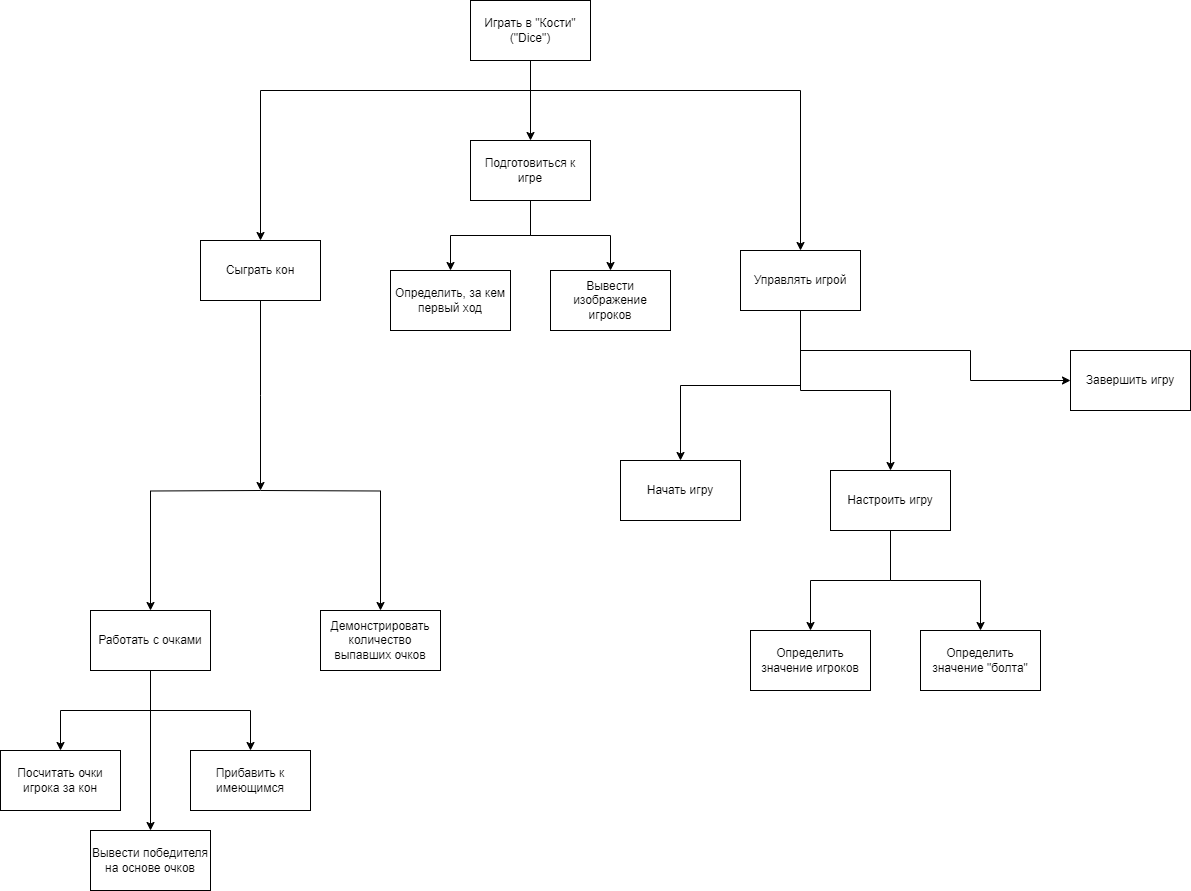 Играть в "Кости"
("Dice")
Подготовиться к
игре
Сыграть кон
Определить, за кем
первый ход
Вывести
изображение
игроков
Управлять игрой
Завершить игру
Начать игру
Настроить игру
Работать с очками
Демонстрировать
количество
выпавших очков
Определить
значение игроков
Определить
значение "болта"
Посчитать очки
игрока за кон
Прибавить к
имеющимся
Вывести победителя
на основе очков